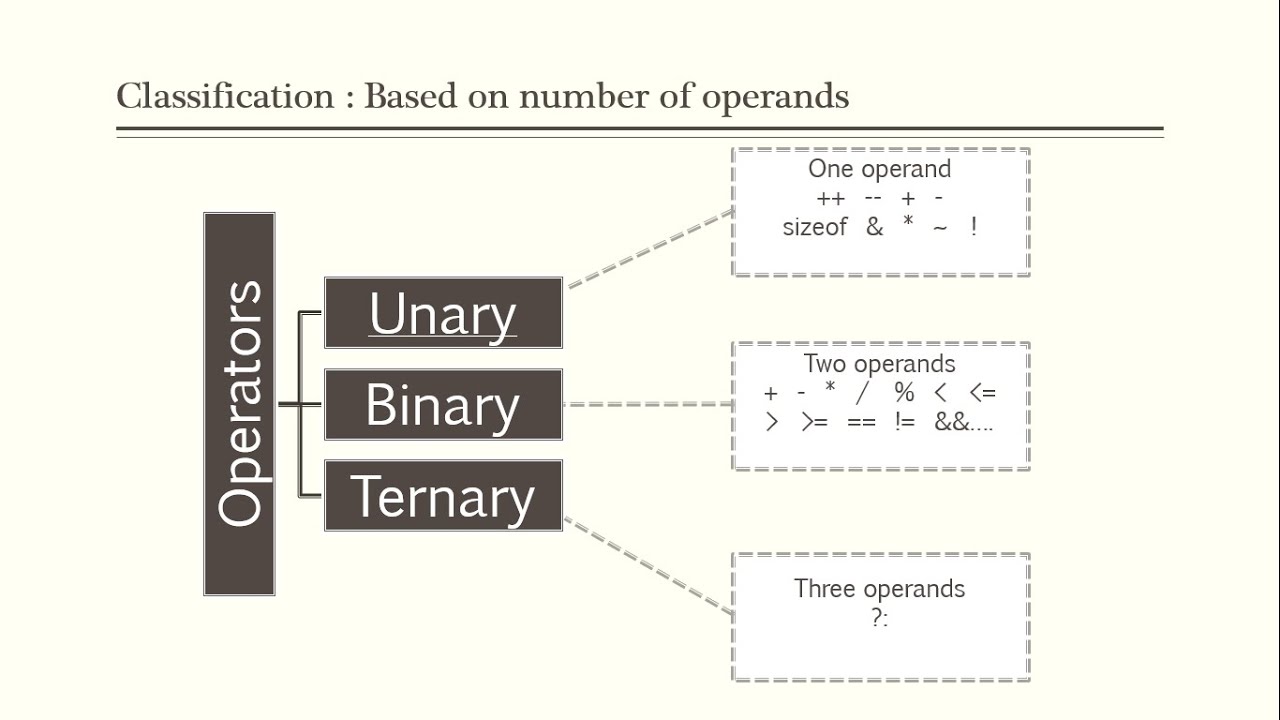 Classification : Based on number of operands
Operators
Unary
Binary
Ternary
One operand
++ -- + -
sizeof & * ~ !
Two operands
+ - * / % < <=
> >= == != &&....
Three operands
?: